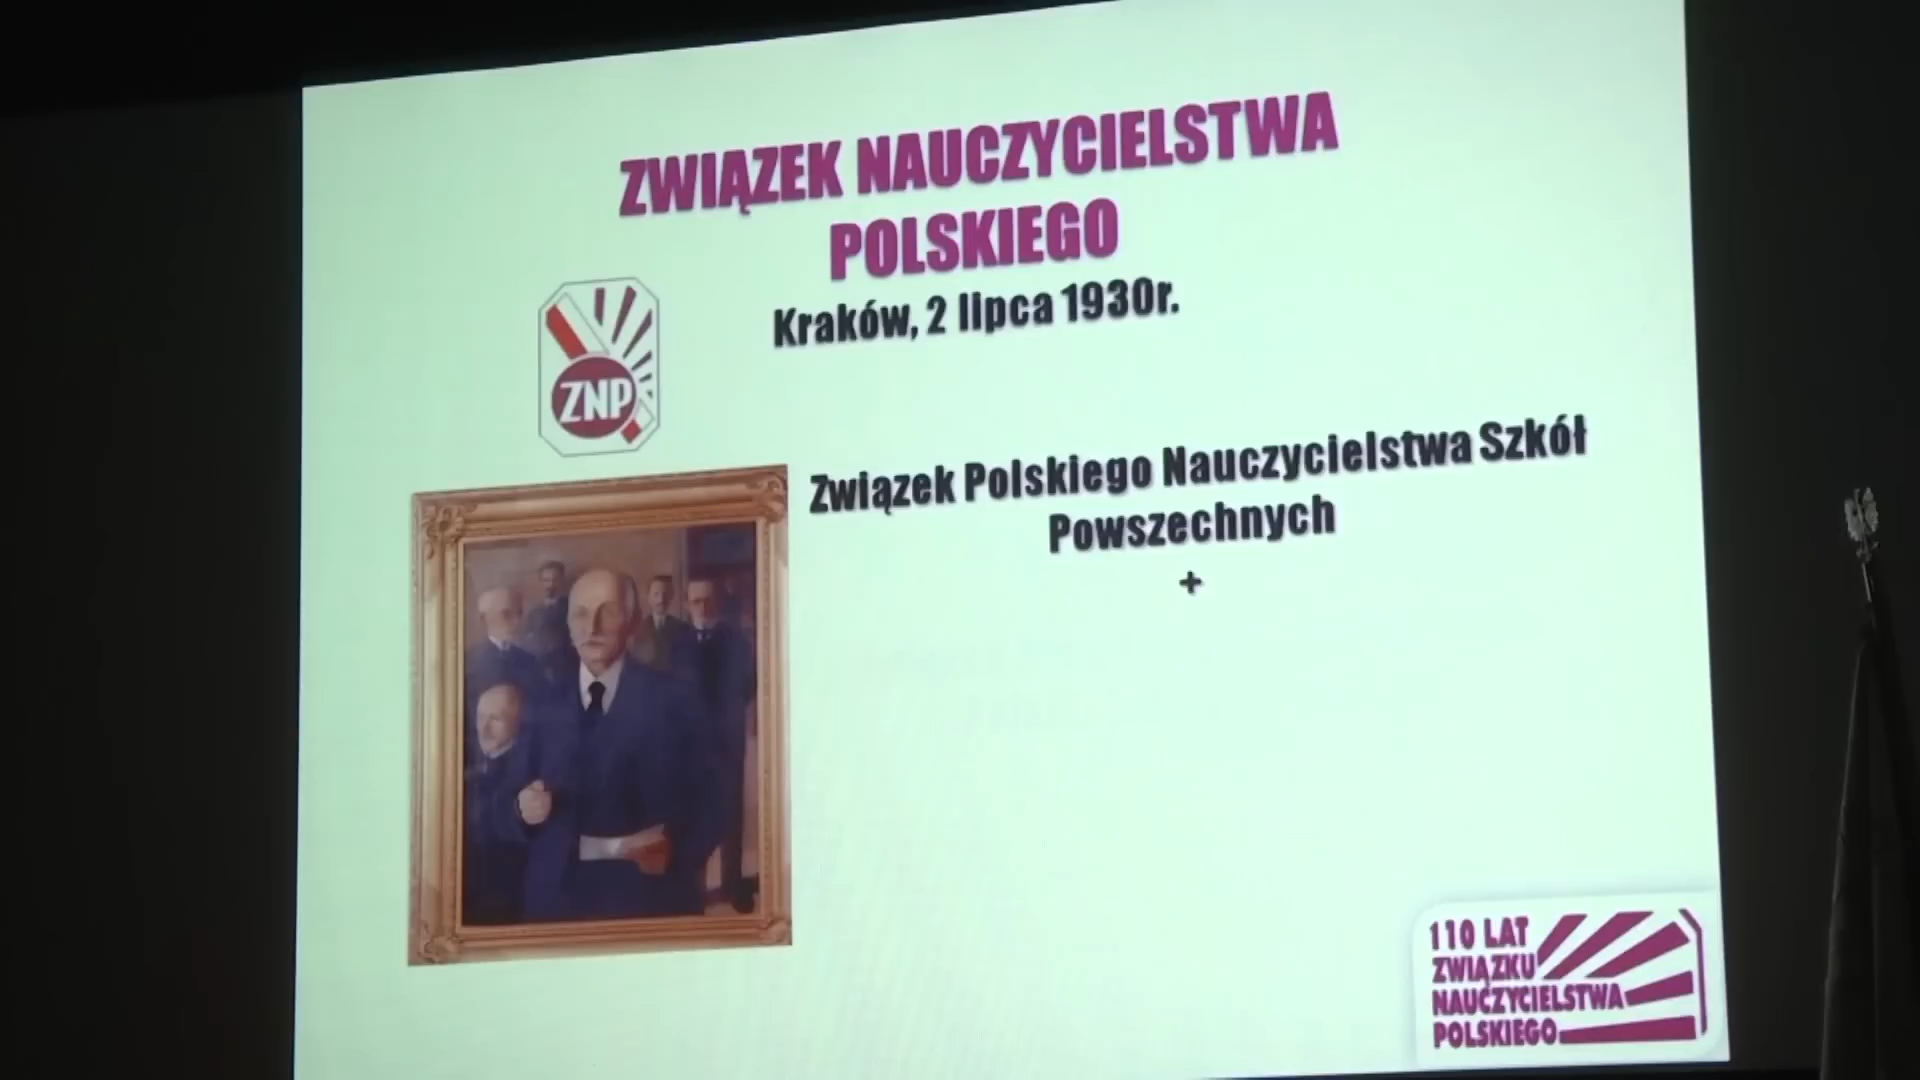 ZWIĄZEK NAUCZYCIELSTWA
POLSKIEGO
Kraków, 2 lipca 1930r.
ZNP
Związek Polskiego Nauczycielstwa Szkół
Powszechnych
+
110 LAT
ZWIĄZKU
NAUCZYCIELSTWA
POLSKIEGO